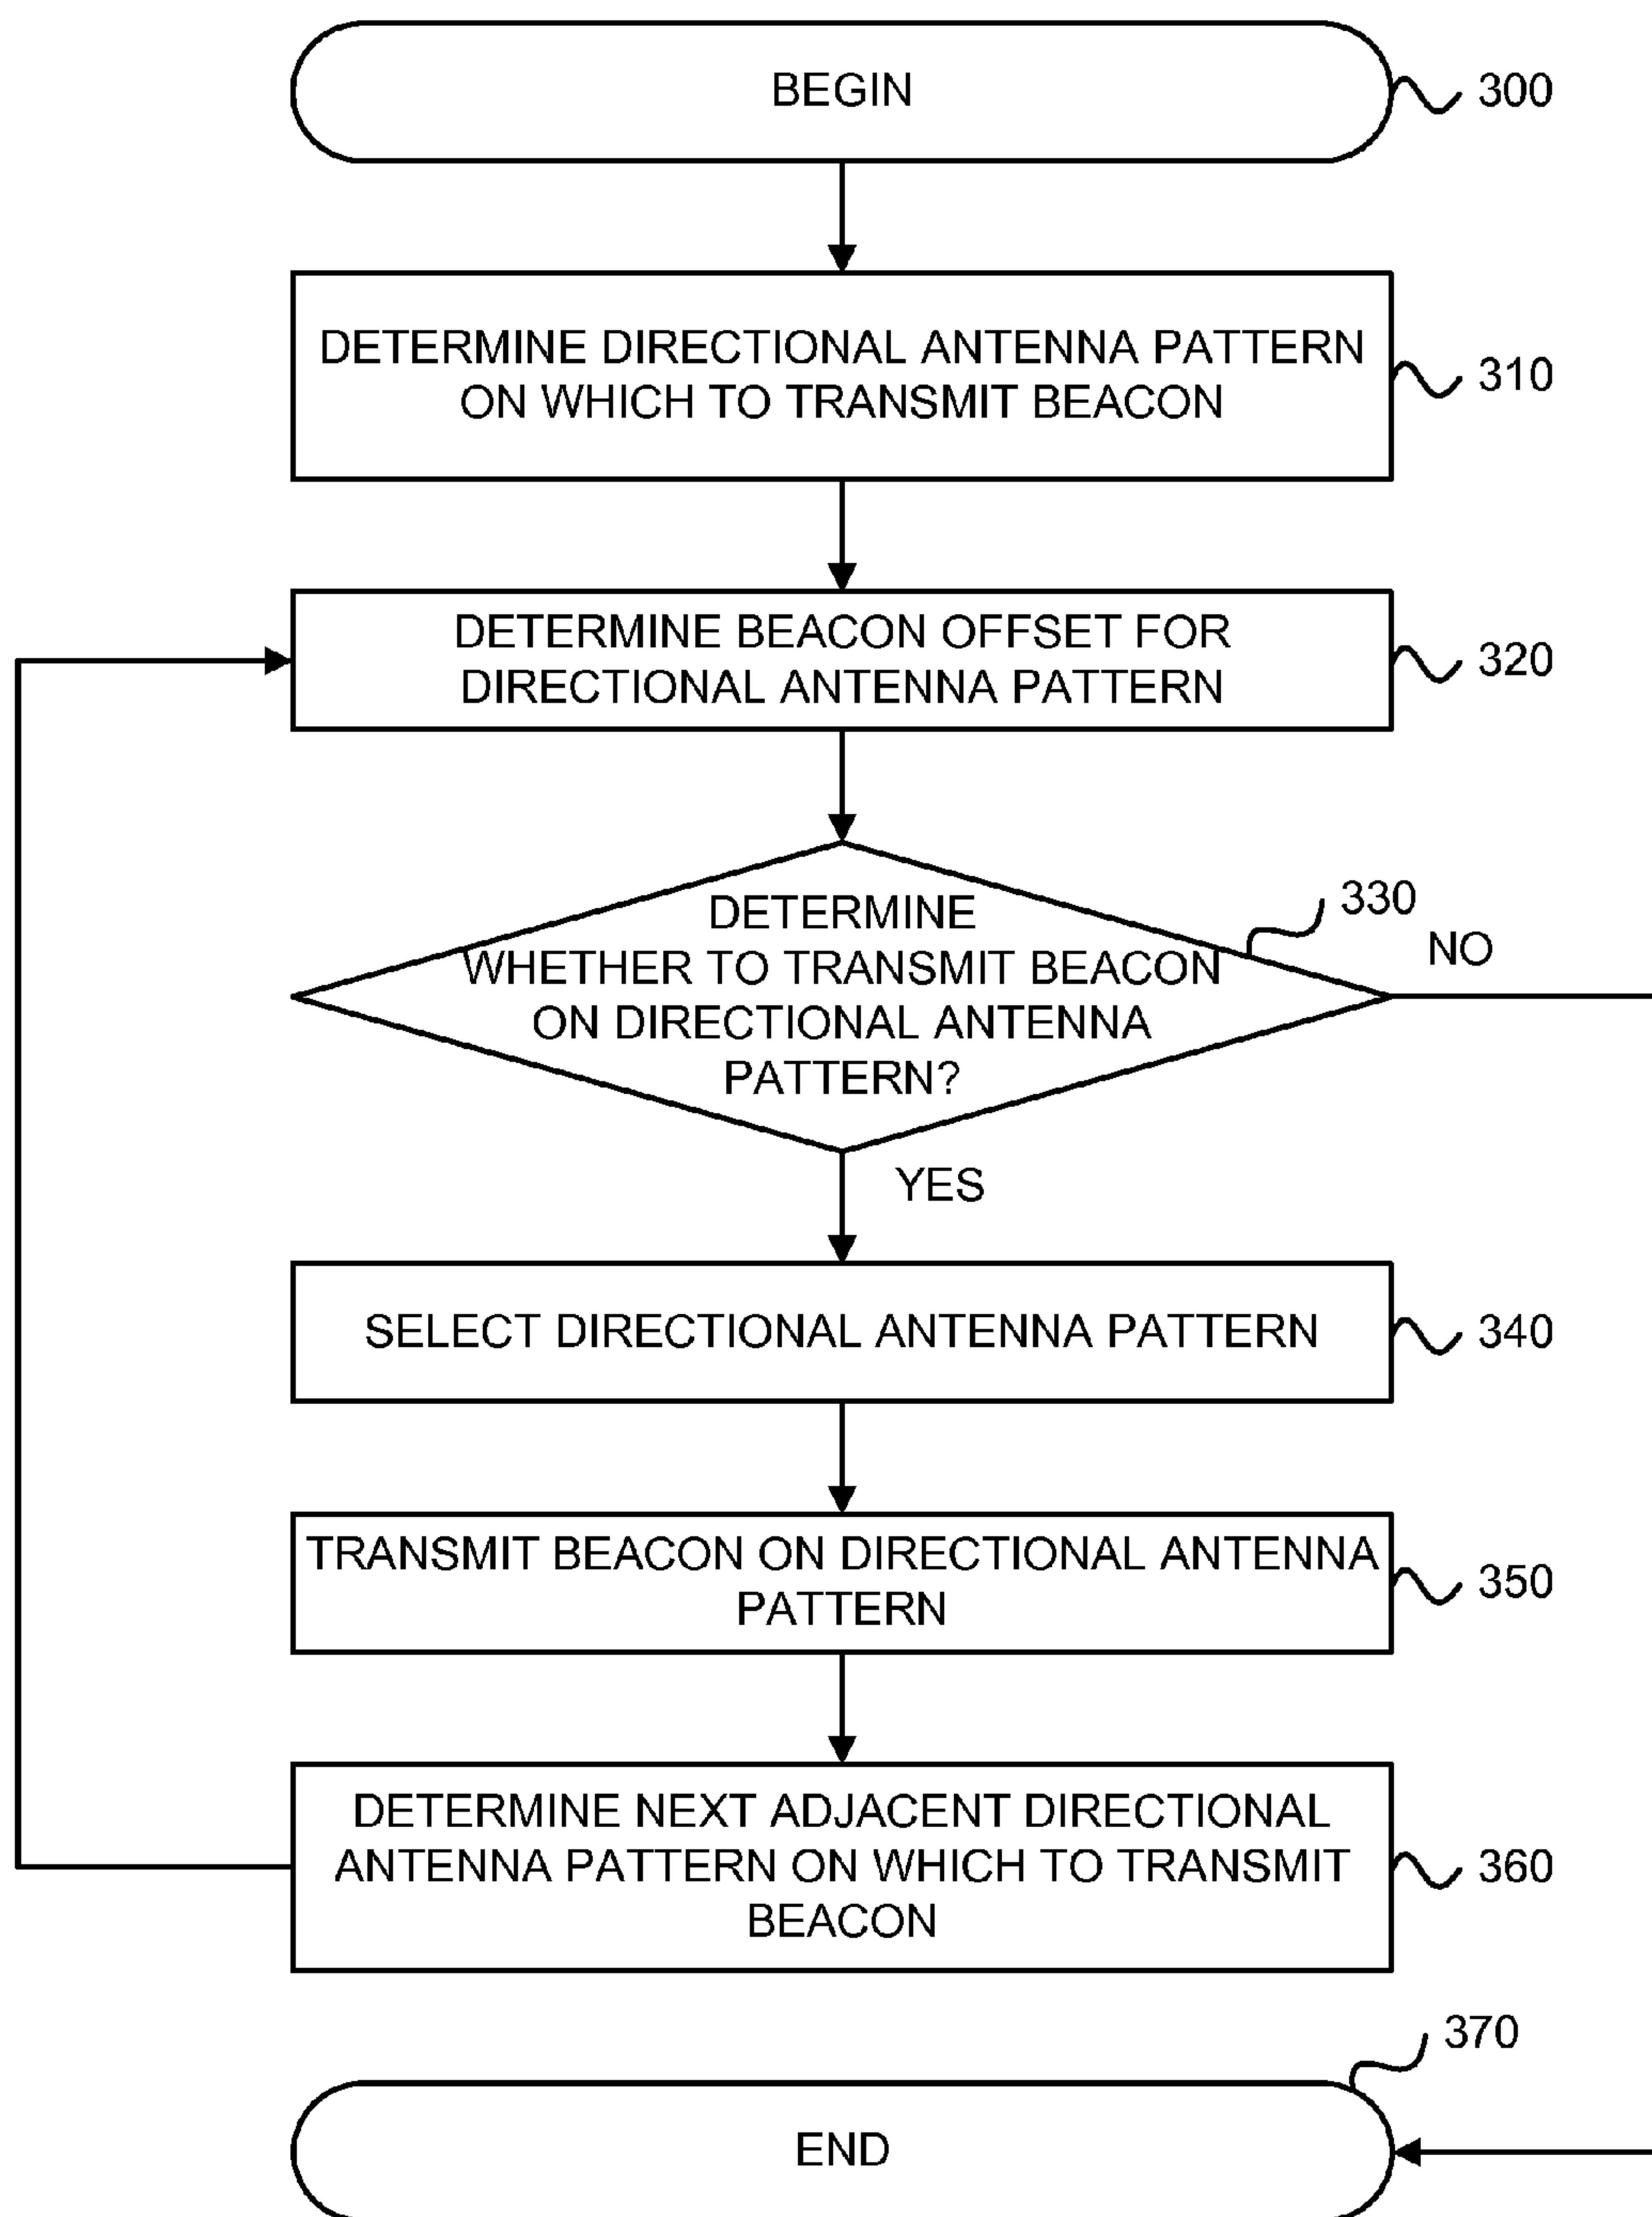 BEGIN
300
DETERMINE DIRECTIONAL ANTENNA PATTERN
ON WHICH TO TRANSMIT BEACON
310
DETERMINE BEACON OFFSET FOR
DIRECTIONAL ANTENNA PATTERN
320
DETERMINE
WHETHER TO TRANSMIT BEACON
ON DIRECTIONAL ANTENNA
PATTERN?
330
NO
YES
SELECT DIRECTIONAL ANTENNA PATTERN
340
TRANSMIT BEACON ON DIRECTIONAL ANTENNA
PATTERN
350
DETERMINE NEXT ADJACENT DIRECTIONAL
ANTENNA PATTERN ON WHICH TO TRANSMIT
BEACON
360
370
END